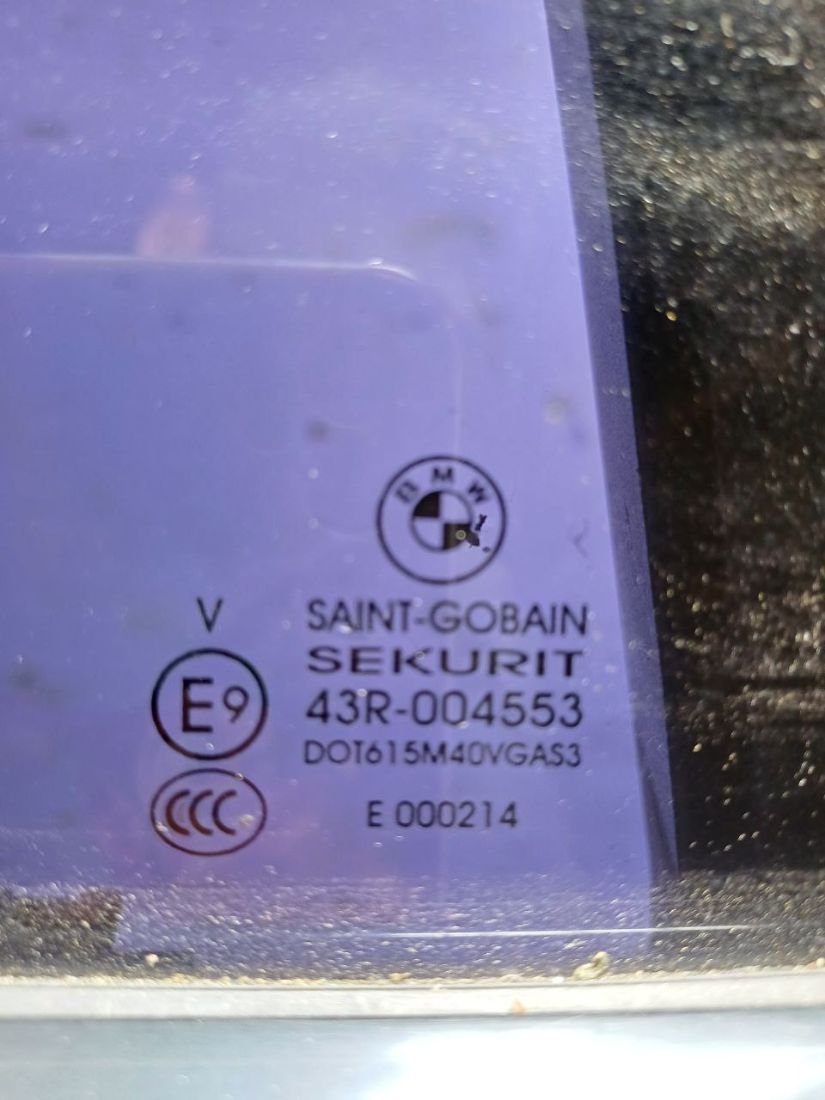 BMW
V
SAINT-GOBAIN
SEKURIT
E9
43R-004553
DOT615M40VGAS3
CCC
E 000214